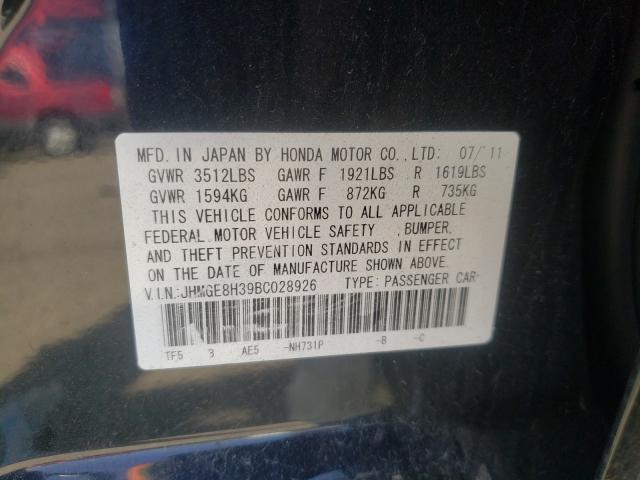 MFD. IN JAPAN BY HONDA MOTOR CO., LTD: 07/11
GVWR 3512LBS GAWR F 1921LBS R 1619LBS
GVWR 1594KG GAWR F 872KG R 735KG
THIS VEHICLE CONFORMS TO ALL APPLICABLE
FEDERAL MOTOR VEHICLE SAFETY , BUMPER,
AND THEFT PREVENTION STANDARDS IN EFFECT
ON THE DATE OF MANUFACTURE SHOWN ABOVE.
V.I.N.:JHMGE8H39BC028926 TYPE: PASSENGER CAR
TF5 B AE5 -NH731P -B -C